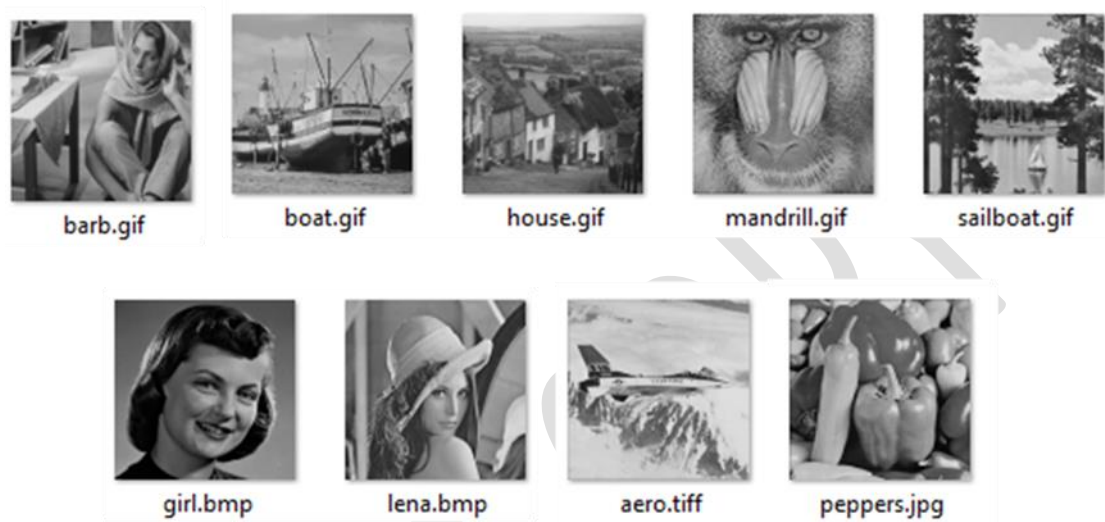 barb.gif
boat.gif
house.gif
mandrill.gif
sailboat.gif
girl.bmp
lena.bmp
aero.tiff
peppers.jpg